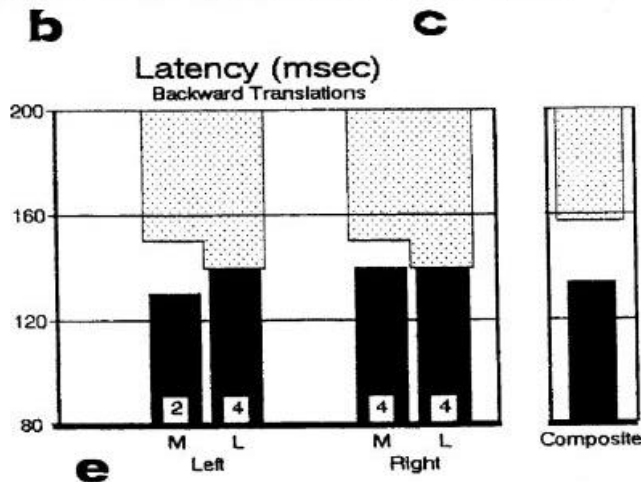 b
c
Latency (msec)
Backward Translations
200
160
120
80
2
4
4
4
M
L
M
L
Left
Right
Composite
e